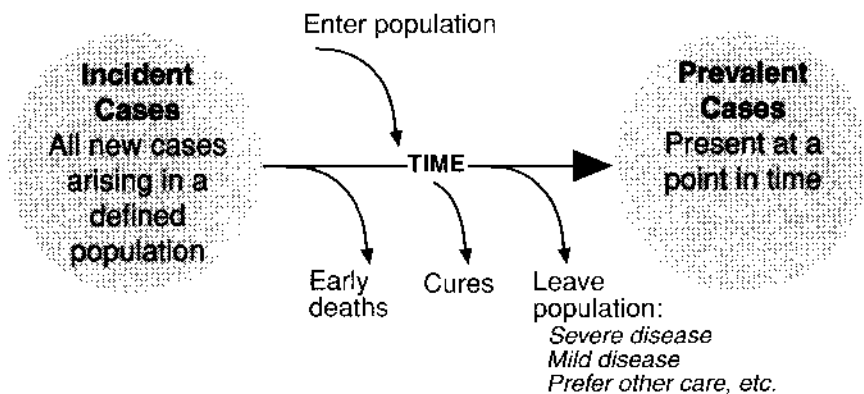 Enter population
Incident
Cases
All new cases
arising in a
defined
population
TIME
Prevalent
Cases
Present at a
point in time
Early
deaths
Cures
Leave
population:
Severe disease
Mild disease
Prefer other care, etc.